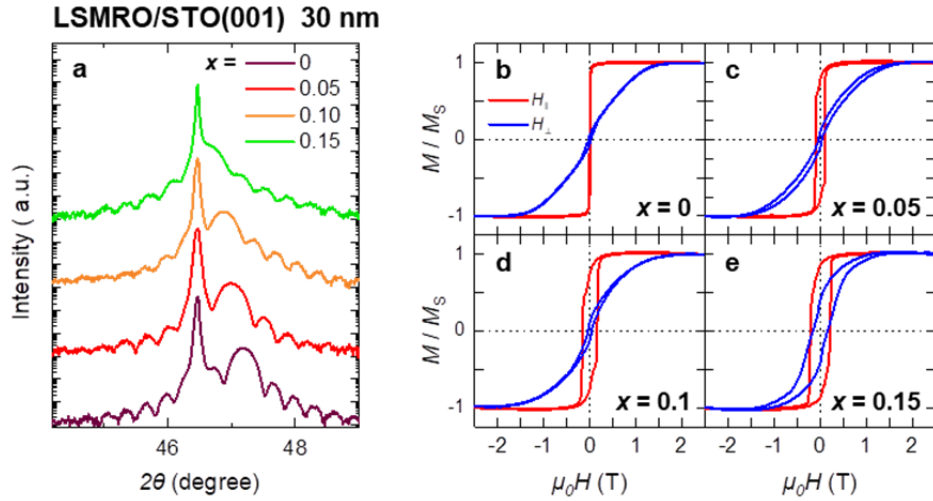 LSMRO/STO(001) 30 nm
a
x =
0
0.05
0.10
0.15
Intensity ( a.u.)
46
48
2θ (degree)
b
H∥
H⊥
x = 0
c
x = 0.05
d
x = 0.1
e
x = 0.15
M / MS
1
0
-1
M / MS
1
0
-1
-2
-1
0
1
2
μ0H (T)
-2
-1
0
1
2
μ0H (T)